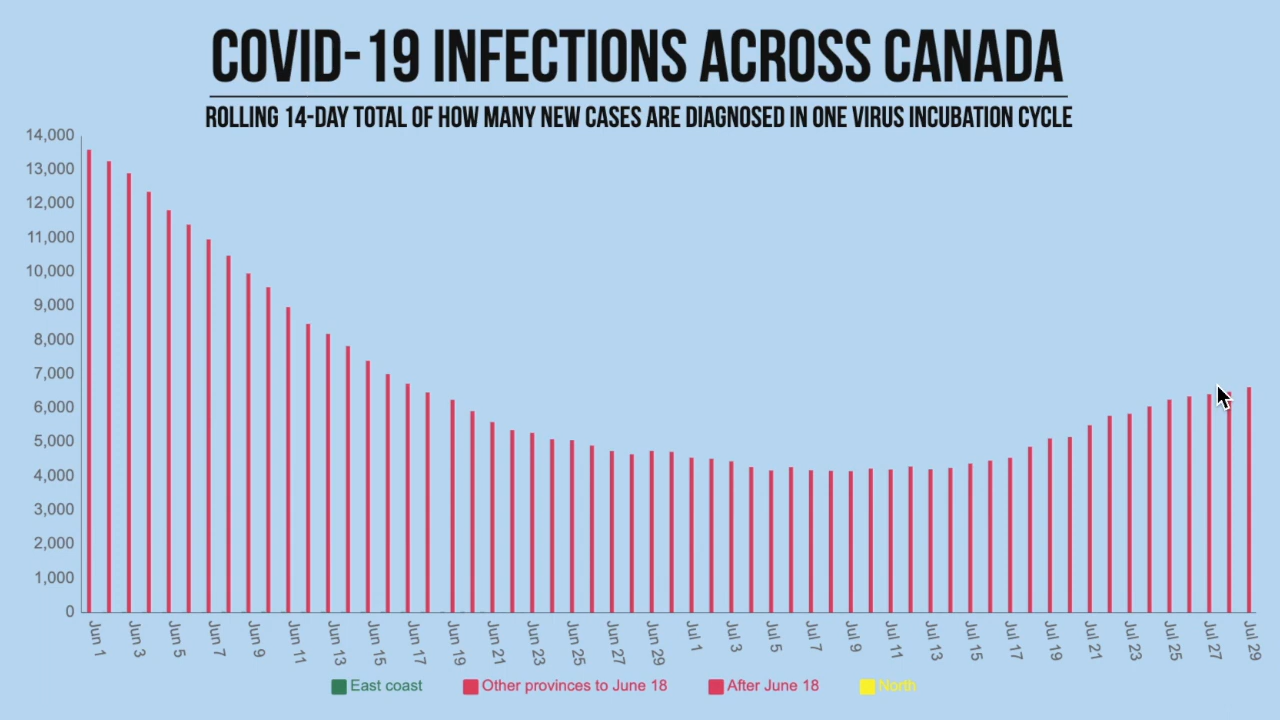 COVID-19 INFECTIONS ACROSS CANADA
ROLLING 14-DAY TOTAL OF HOW MANY NEW CASES ARE DIAGNOSED IN ONE VIRUS INCUBATION CYCLE
14,000
13,000
12,000
11,000
10,000
9,000
8,000
7,000
6,000
5,000
4,000
3,000
2,000
1,000
0
Jun 1
Jun 3
Jun 5
Jun 7
Jun 9
Jun 11
Jun 13
Jun 15
Jun 17
Jun 19
Jun 21
Jun 23
Jun 25
Jun 27
Jun 29
Jul 1
Jul 3
Jul 5
Jul 7
Jul 9
Jul 11
Jul 13
Jul 15
Jul 17
Jul 19
Jul 21
Jul 23
Jul 25
Jul 27
Jul 29
East coast
Other provinces to June 18
After June 18
North